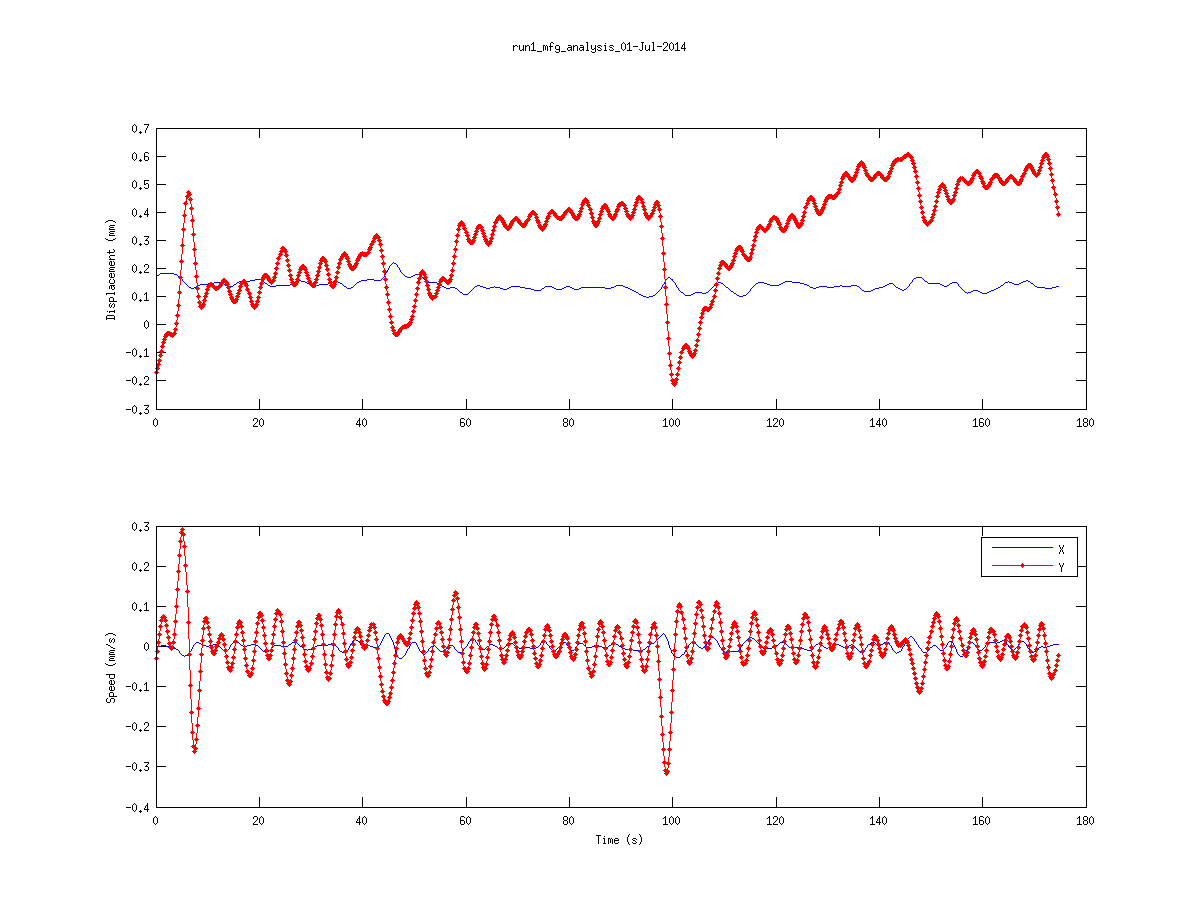 run1_mfg_analysis_01-Jul-2014
0.7
0.6
0.5
0.4
0.3
0.2
0.1
0
-0.1
-0.2
-0.3
Displacement (mm)
0 20 40 60 80 100 120 140 160 180
0.3
0.2
0.1
0
-0.1
-0.2
-0.3
-0.4
Speed (mm/s)
X
Y
0 20 40 60 80 100 120 140 160 180
Time (s)